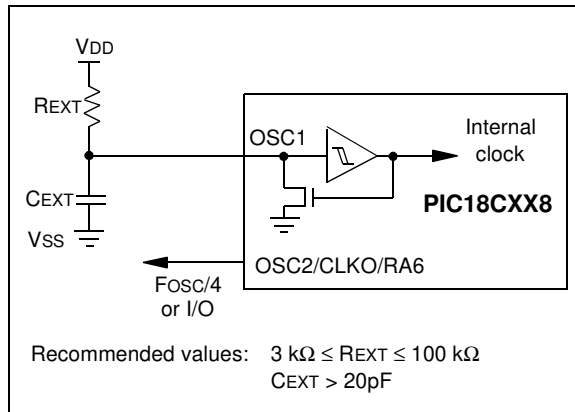 VDD
REXT
OSC1
Internal
clock
CEXT
PIC18CXX8
VSS
OSC2/CLKO/RA6
FOSC/4
or I/O
Recommended values: 3 kΩ ≤ REXT ≤ 100 kΩ
CEXT > 20pF